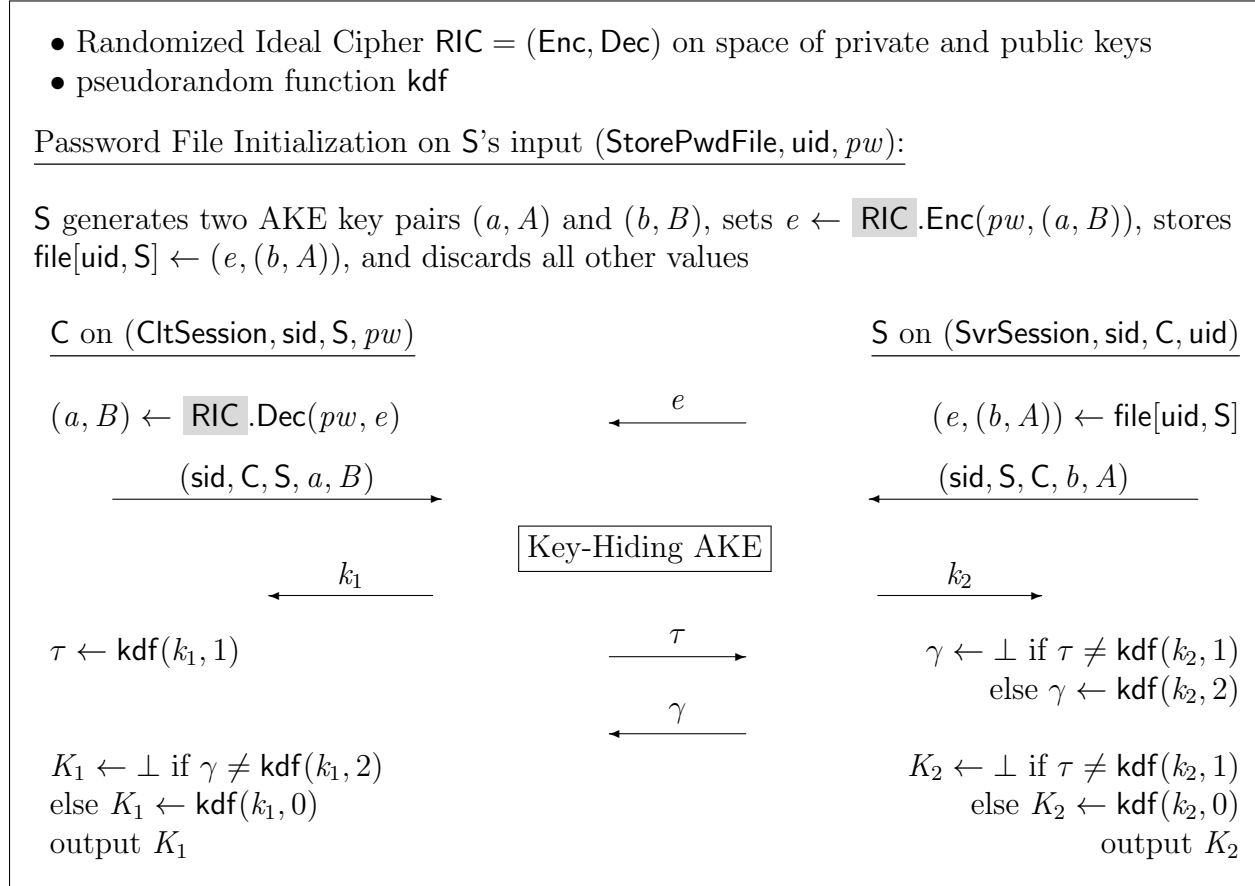 • Randomized Ideal Cipher RIC = (Enc, Dec) on space of private and public keys
• pseudorandom function kdf
Password File Initialization on S's input (StorePwdFile, uid, pw):
S generates two AKE key pairs (a, A) and (b, B), sets e ← RIC.Enc(pw, (a, B)), stores
file[uid, S] ← (e, (b, A)), and discards all other values
C on (CltSession, sid, S, pw) S on (SvrSession, sid, C, uid)
(a, B) ← RIC.Dec(pw, e) e (e, (b, A)) ← file[uid, S]
(sid, C, S, a, B) (sid, S, C, b, A)
Key-Hiding AKE
k₁ k₂
τ ← kdf(k₁, 1) τ γ ← ⊥ if τ ≠ kdf(k₂, 1)
else γ ← kdf(k₂, 2)
γ
K₁ ← ⊥ if γ ≠ kdf(k₁, 2) K₂ ← ⊥ if τ ≠ kdf(k₂, 1)
else K₁ ← kdf(k₁, 0) else K₂ ← kdf(k₂, 0)
output K₁ output K₂